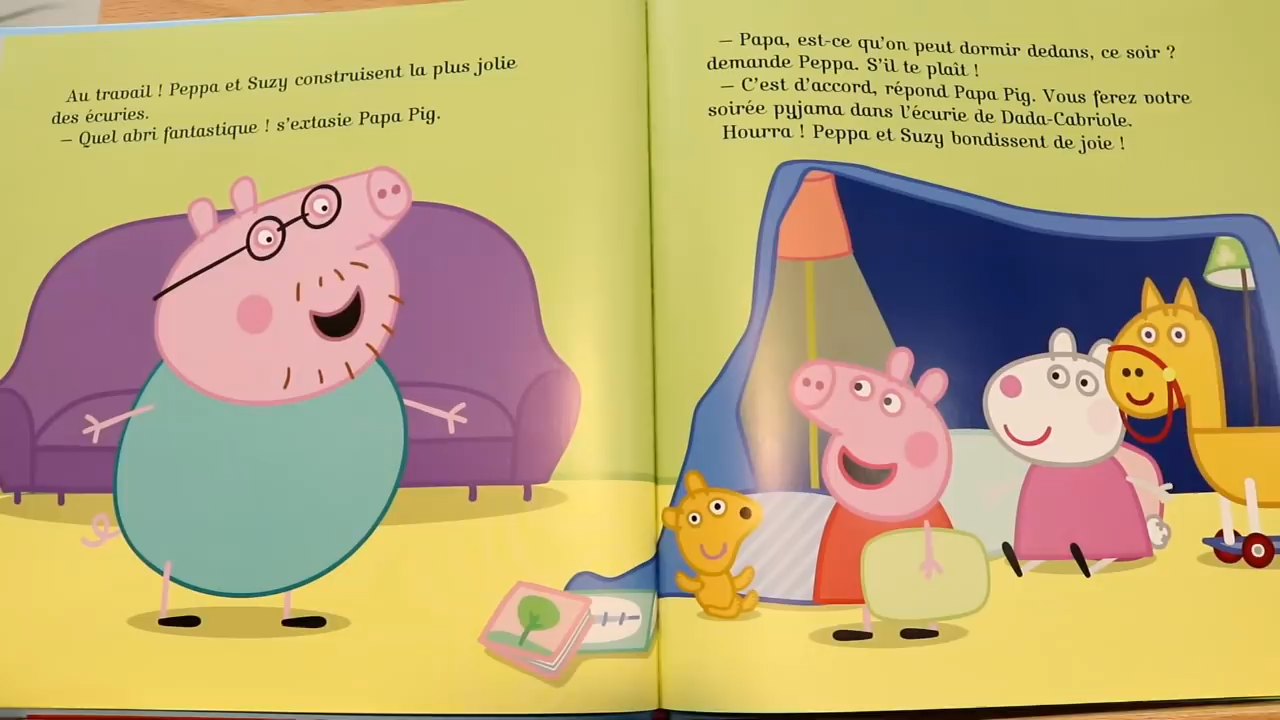 Au travail ! Peppa et Suzy construisent la plus jolie
des écuries.
– Quel abri fantastique ! s'extasie Papa Pig.
– Papa, est-ce qu'on peut dormir dedans, ce soir ?
demande Peppa. S'il te plaît !
– C'est d'accord, répond Papa Pig. Vous ferez votre
soirée pyjama dans l'écurie de Dada-Cabriole.
Hourra ! Peppa et Suzy bondissent de joie !